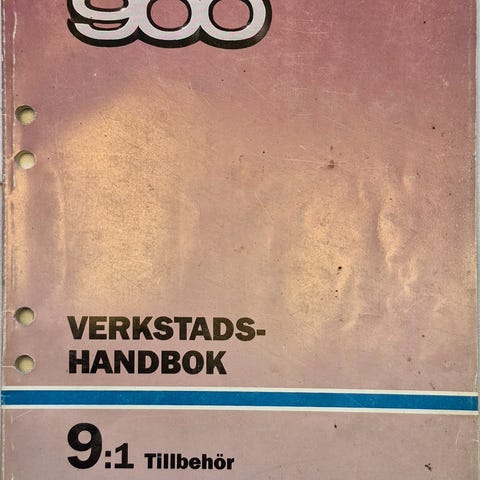 900
VERKSTADS-
HANDBOK
9:1 Tillbehör